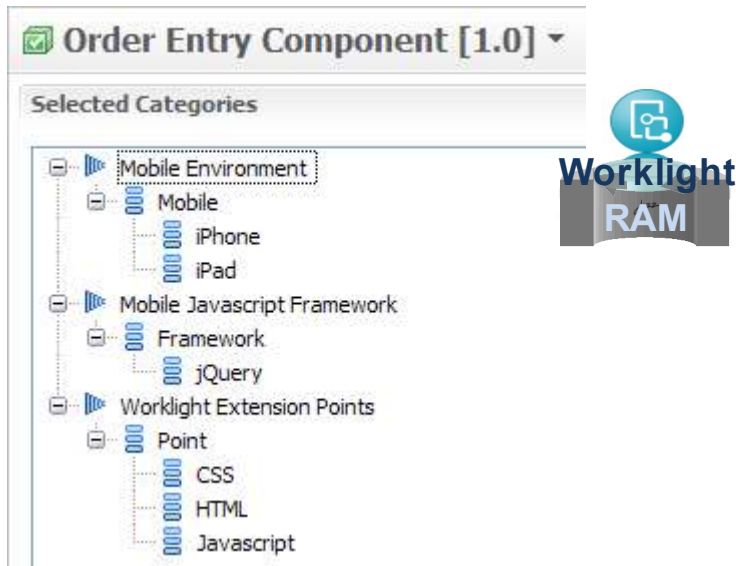 Order Entry Component [1.0]
Selected Categories
Mobile Environment
Mobile
iPhone
iPad
Mobile Javascript Framework
Framework
jQuery
Worklight Extension Points
Point
CSS
HTML
Javascript
Worklight
RAM